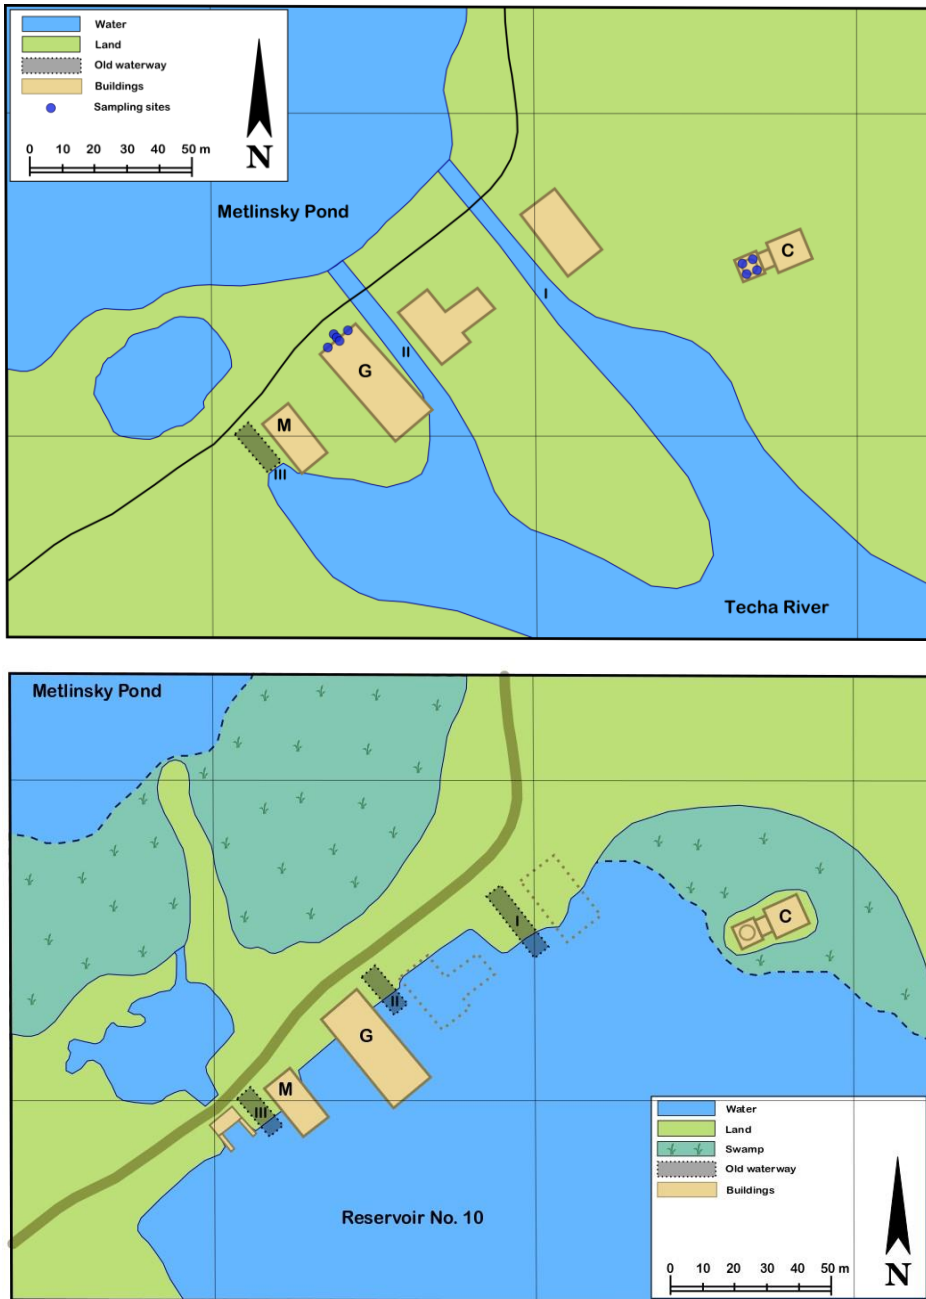 Water
Land
Old waterway
Buildings
Sampling sites
0 10 20 30 40 50 m
N
Metlinsky Pond
C
I
II
G
M
III
Techa River
Metlinsky Pond
C
I
II
G
M
III
Water
Land
Swamp
Old waterway
Buildings
Reservoir No. 10
0 10 20 30 40 50 m
N